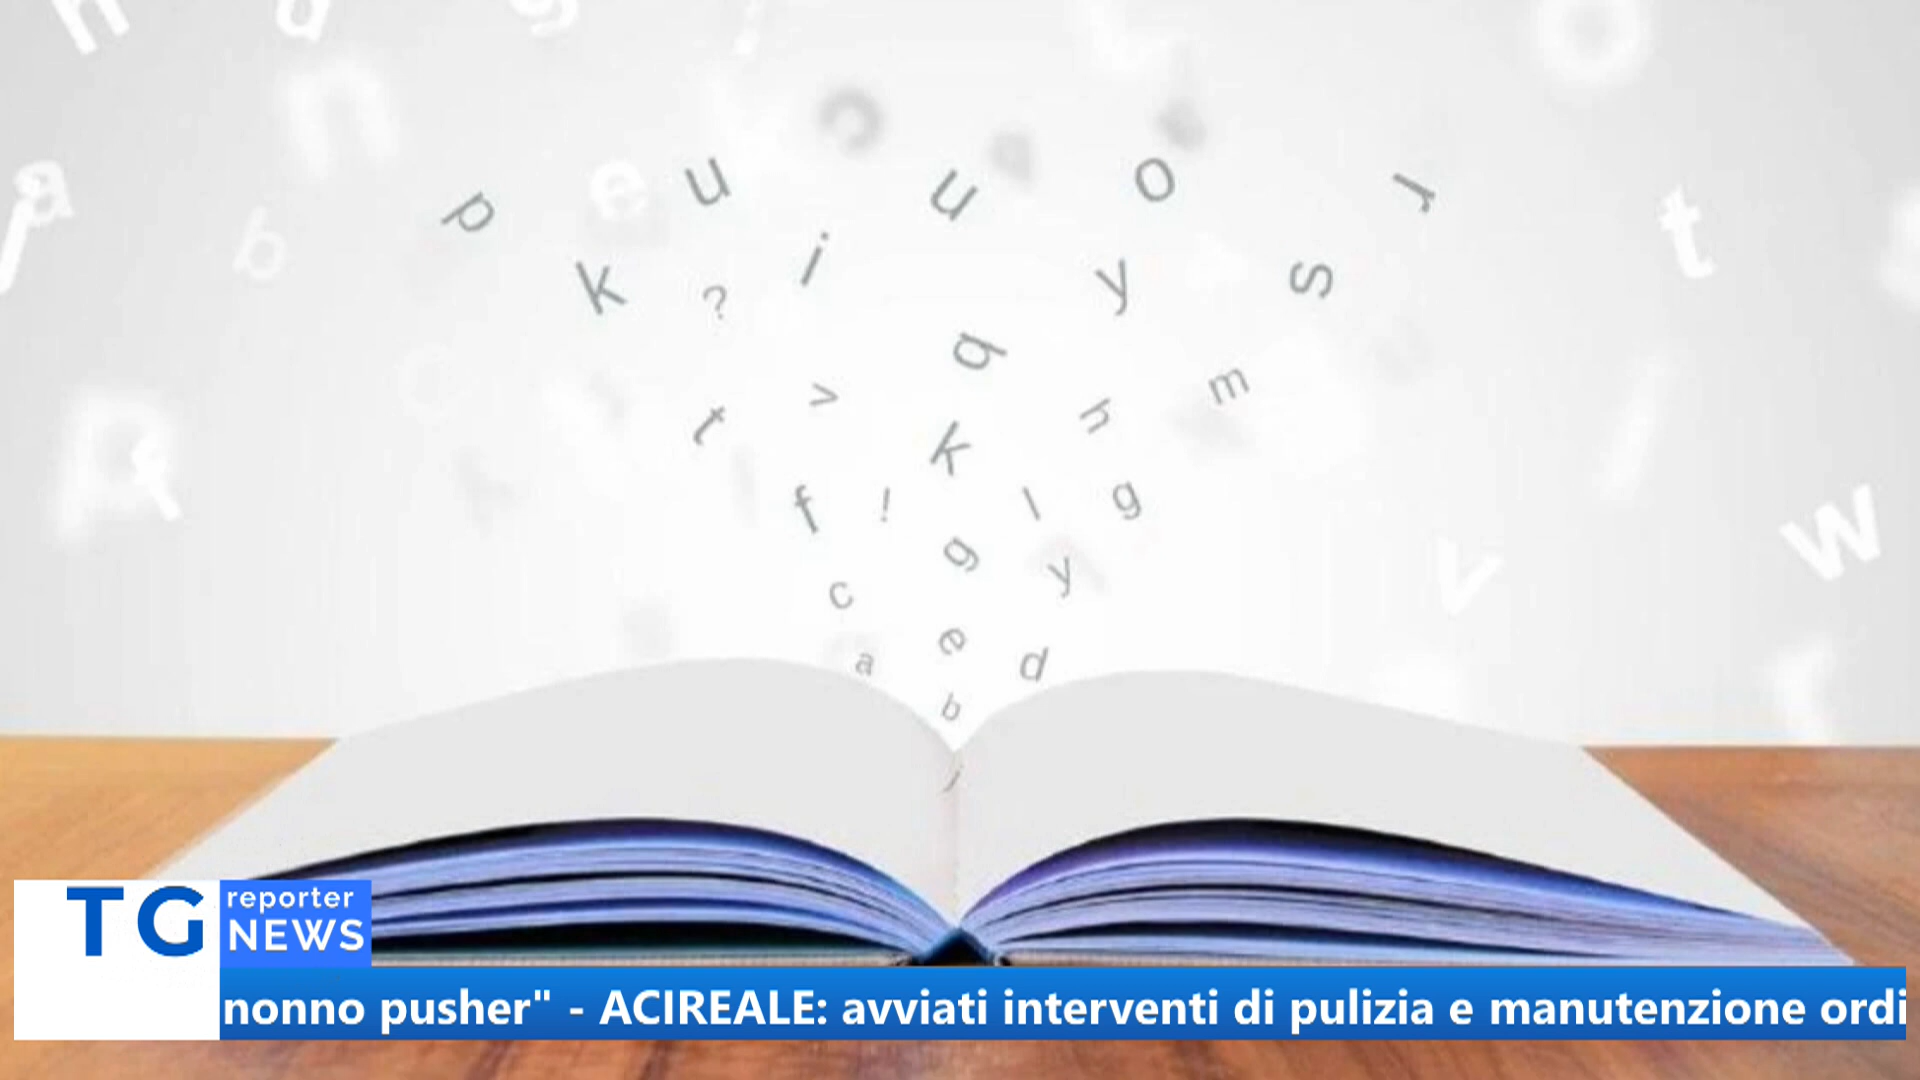 TG reporter
NEWS
nonno pusher" - ACIREALE: avviati interventi di pulizia e manutenzione ordi